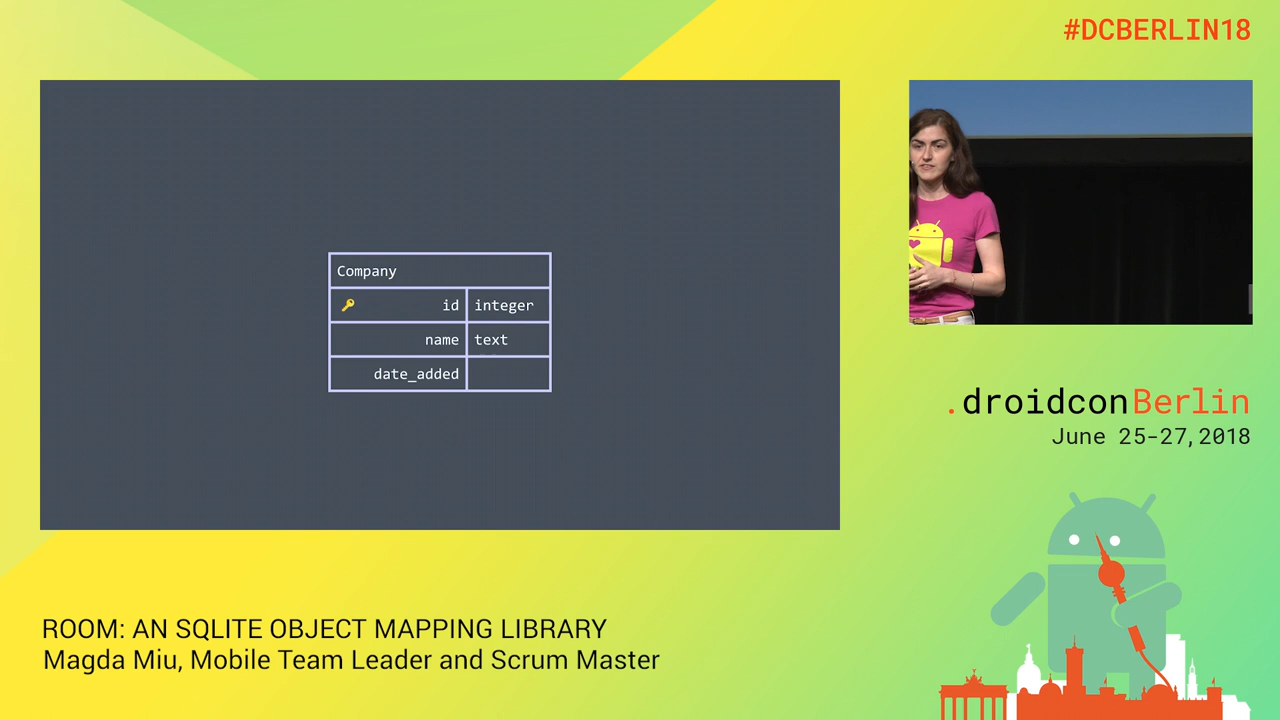 #DCBERLIN18
Company
id integer
name text
date_added
.droidconBerlin
June 25-27, 2018
ROOM: AN SQLITE OBJECT MAPPING LIBRARY
Magda Miu, Mobile Team Leader and Scrum Master